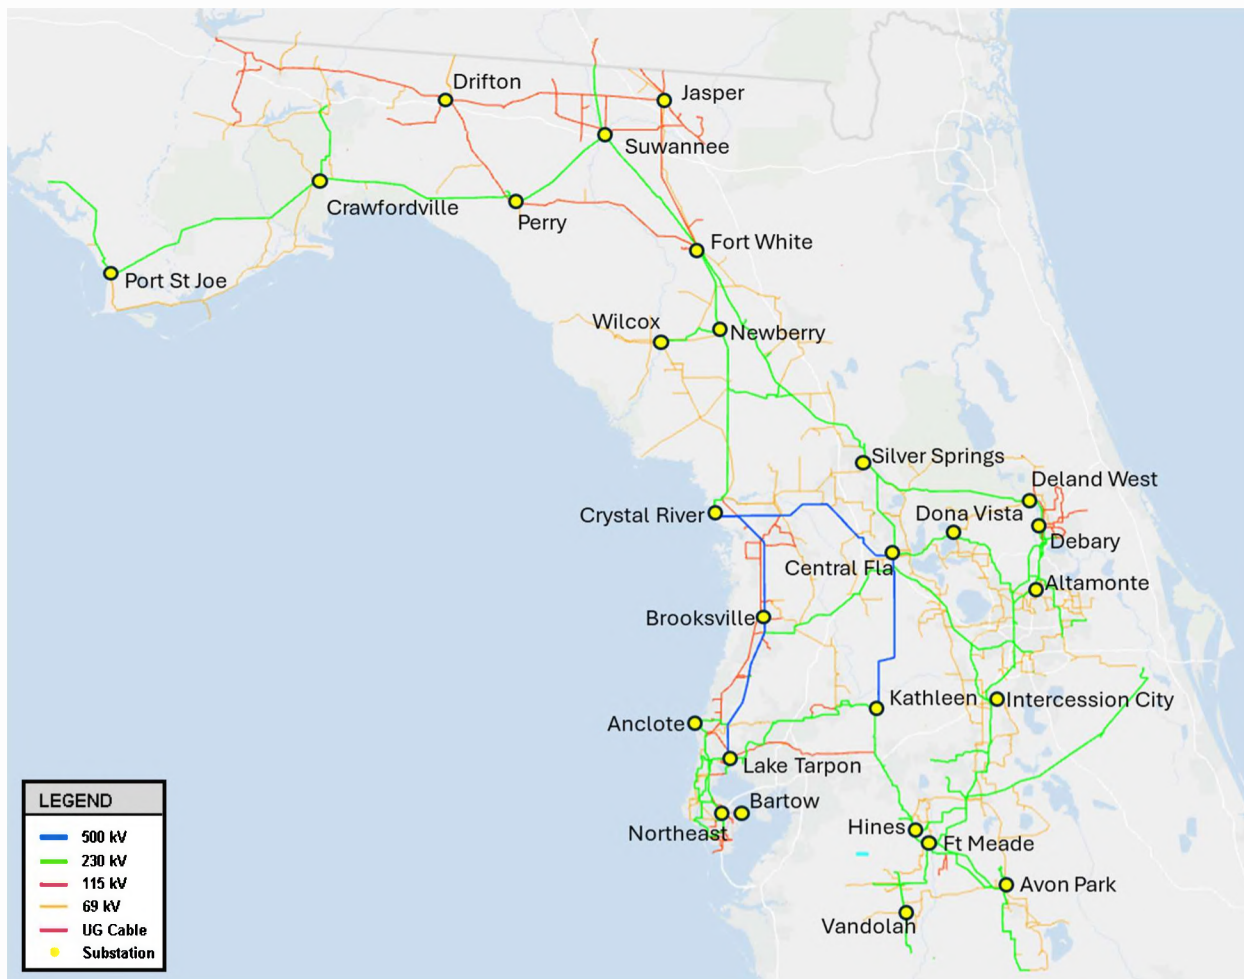 Drifton
Jasper
Suwannee
Crawfordville
Perry
Fort White
Port St Joe
Wilcox
Newberry
Silver Springs
Deland West
Crystal River
Dona Vista
Debary
Central Fla
Altamonte
Brooksville
Kathleen
Intercession City
Anclote
Lake Tarpon
Bartow
Northeast
Hines
Ft Meade
Avon Park
Vandolah
LEGEND
500 kV
230 kV
115 kV
69 kV
UG Cable
Substation